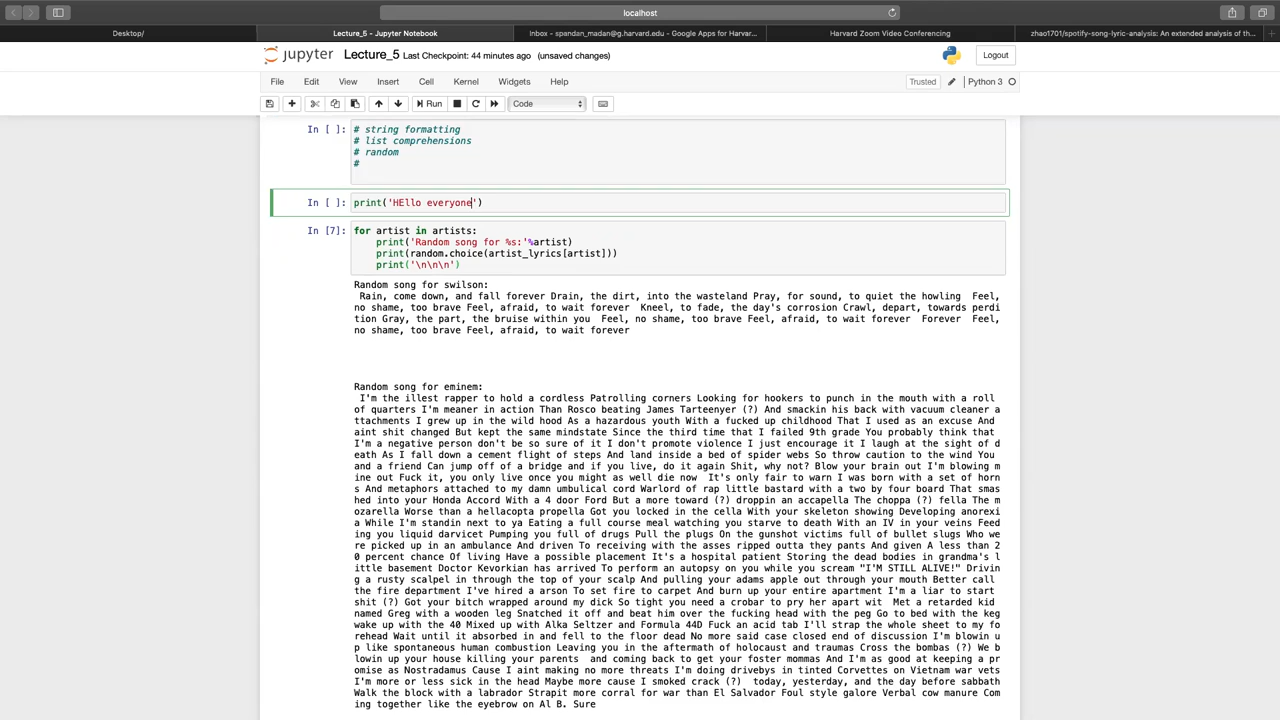 localhost
Desktop/
Lecture_5 - Jupyter Notebook
Inbox - spandan_madan@g.harvard.edu - Google Apps for Harvar...
Harvard Zoom Video Conferencing
zhao1701/spotify-song-lyric-analysis: An extended analysis of th...
jupyter Lecture_5 Last Checkpoint: 44 minutes ago (unsaved changes)
Logout
File Edit View Insert Cell Kernel Widgets Help
Trusted Python 3
Run Code
In [ ]: # string formatting
# list comprehensions
# random
#
In [ ]: print('HEllo everyone')
In [7]: for artist in artists:
print('Random song for %s:'%artist)
print(random.choice(artist_lyrics[artist]))
print('\n\n\n')
Random song for swilson:
Rain, come down, and fall forever Drain, the dirt, into the wasteland Pray, for sound, to quiet the howling  Feel,
no shame, too brave Feel, afraid, to wait forever  Kneel, to fade, the day's corrosion Crawl, depart, towards perdi
tion Gray, the part, the bruise within you  Feel, no shame, too brave Feel, afraid, to wait forever  Forever  Feel,
no shame, too brave Feel, afraid, to wait forever
Random song for eminem:
I'm the illest rapper to hold a cordless Patrolling corners Looking for hookers to punch in the mouth with a roll
of quarters I'm meaner in action Than Rosco beating James Tarteenyer (?) And smackin his back with vacuum cleaner a
ttachments I grew up in the wild hood As a hazardous youth With a fucked up childhood That I used as an excuse And
aint shit changed But kept the same mindstate Since the third time that I failed 9th grade You probably think that
I'm a negative person don't be so sure of it I don't promote violence I just encourage it I laugh at the sight of d
eath As I fall down a cement flight of steps And land inside a bed of spider webs So throw caution to the wind You
and a friend Can jump off of a bridge and if you live, do it again Shit, why not? Blow your brain out I'm blowing m
ine out Fuck it, you only live once you might as well die now  It's only fair to warn I was born with a set of horn
s And metaphors attached to my damn umbulical cord Warlord of rap little bastard with a two by four board That smas
hed into your Honda Accord With a 4 door Ford But a more toward (?) droppin an accapella The choppa (?) fella The m
ozarella Worse than a hellacopta propella Got you locked in the cella With your skeleton showing Developing anorexi
a While I'm standin next to ya Eating a full course meal watching you starve to death With an IV in your veins Feed
ing you liquid darvicet Pumping you full of drugs Pull the plugs On the gunshot victims full of bullet slugs Who we
re picked up in an ambulance And driven To receiving with the asses ripped outta they pants And given A less than 2
0 percent chance Of living Have a possible placement It's a hospital patient Storing the dead bodies in grandma's l
ittle basement Doctor Kevorkian has arrived To perform an autopsy on you while you scream "I'M STILL ALIVE!" Drivin
g a rusty scalpel in through the top of your scalp And pulling your adams apple out through your mouth Better call
the fire department I've hired a arson To set fire to carpet And burn up your entire apartment I'm a liar to start
shit (?) Got your bitch wrapped around my dick So tight you need a crobar to pry her apart wit  Met a retarded kid
named Greg with a wooden leg Snatched it off and beat him over the fucking head with the peg Go to bed with the keg
wake up with the 40 Mixed up with Alka Seltzer and Formula 44D Fuck an acid tab I'll strap the whole sheet to my fo
rehead Wait until it absorbed in and fell to the floor dead No more said case closed end of discussion I'm blowin u
p like spontaneous human combustion Leaving you in the aftermath of holocaust and traumas Cross the bombas (?) We b
lowin up your house killing your parents  and coming back to get your foster mommas And I'm as good at keeping a pr
omise as Nostradamus Cause I aint making no more threats I'm doing drivebys in tinted Corvettes on Vietnam war vets
I'm more or less sick in the head Maybe more cause I smoked crack (?)  today, yesterday, and the day before sabbath
Walk the block with a labrador Strapit more corral for war than El Salvador Foul style galore Verbal cow manure Com
ing together like the eyebrow on Al B. Sure